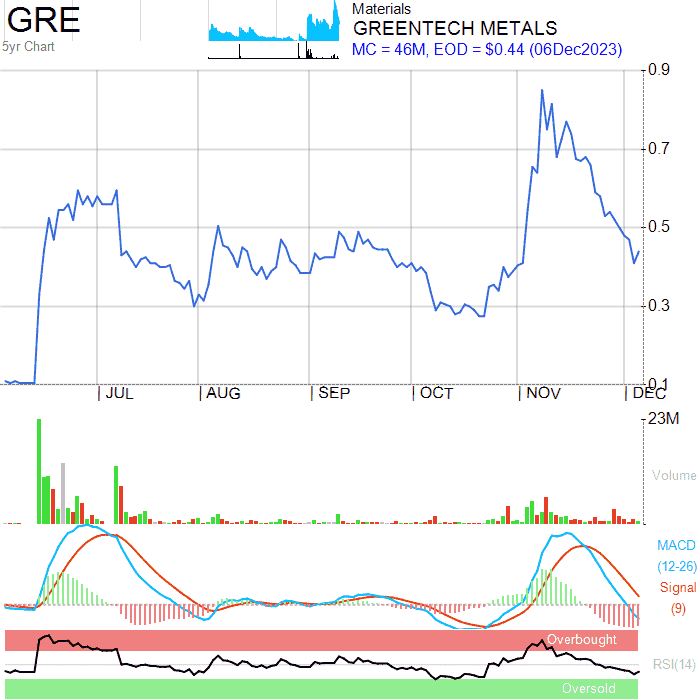 GRE
5yr Chart
Materials
GREENTECH METALS
MC = 46M, EOD = $0.44 (06Dec2023)
0.9
0.7
0.5
0.3
0.1
JUL AUG SEP OCT NOV DEC
23M
Volume
MACD
(12-26)
Signal
(9)
Overbought
RSI(14)
Oversold